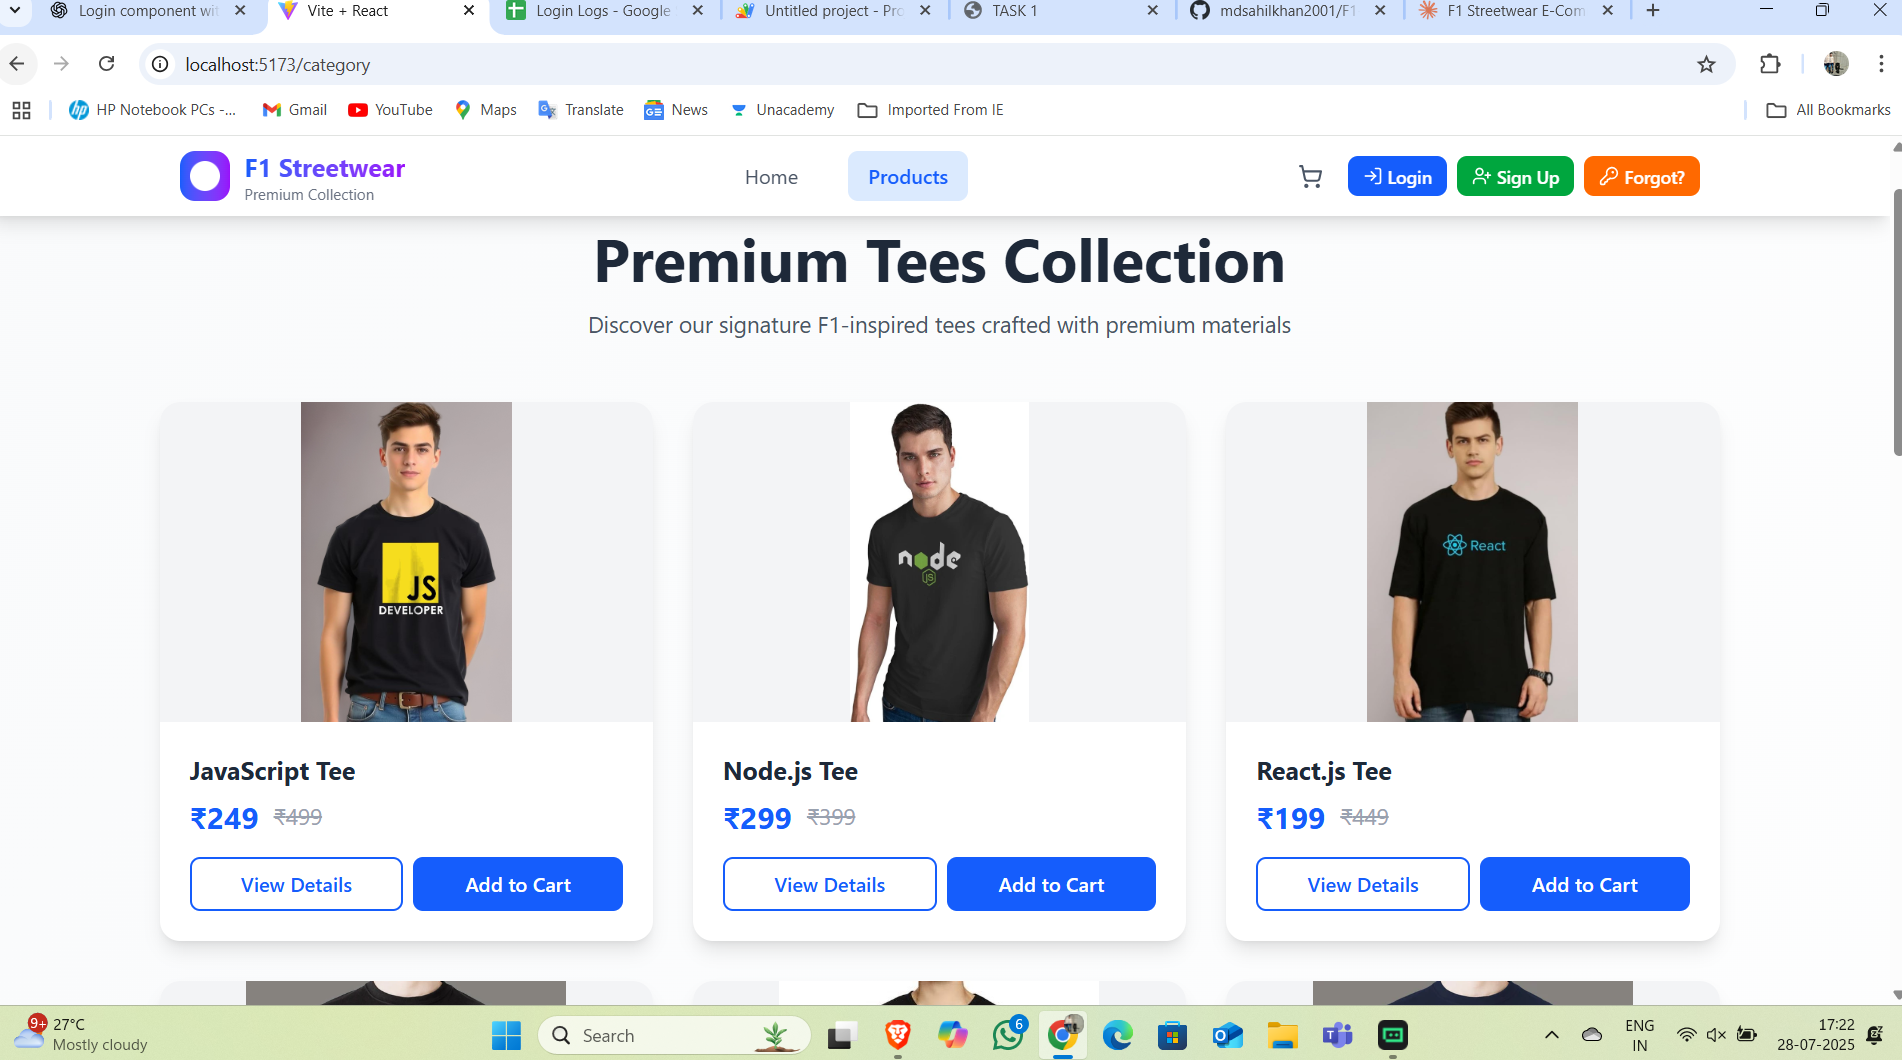 Login component wit
Vite + React
Login Logs - Google
Untitled project - Pro
TASK 1
mdsahilkhan2001/F1
F1 Streetwear E-Com
localhost:5173/category
HP Notebook PCs -...
Gmail
YouTube
Maps
Translate
News
Unacademy
Imported From IE
All Bookmarks
F1 Streetwear
Premium Collection
Home
Products
Login
Sign Up
Forgot?
Premium Tees Collection
Discover our signature F1-inspired tees crafted with premium materials
JS
DEVELOPER
node
JS
React
JavaScript Tee
₹249 ₹499
View Details
Add to Cart
Node.js Tee
₹299 ₹399
View Details
Add to Cart
React.js Tee
₹199 ₹449
View Details
Add to Cart
9+
27°C
Mostly cloudy
Search
6
ENG
IN
17:22
28-07-2025